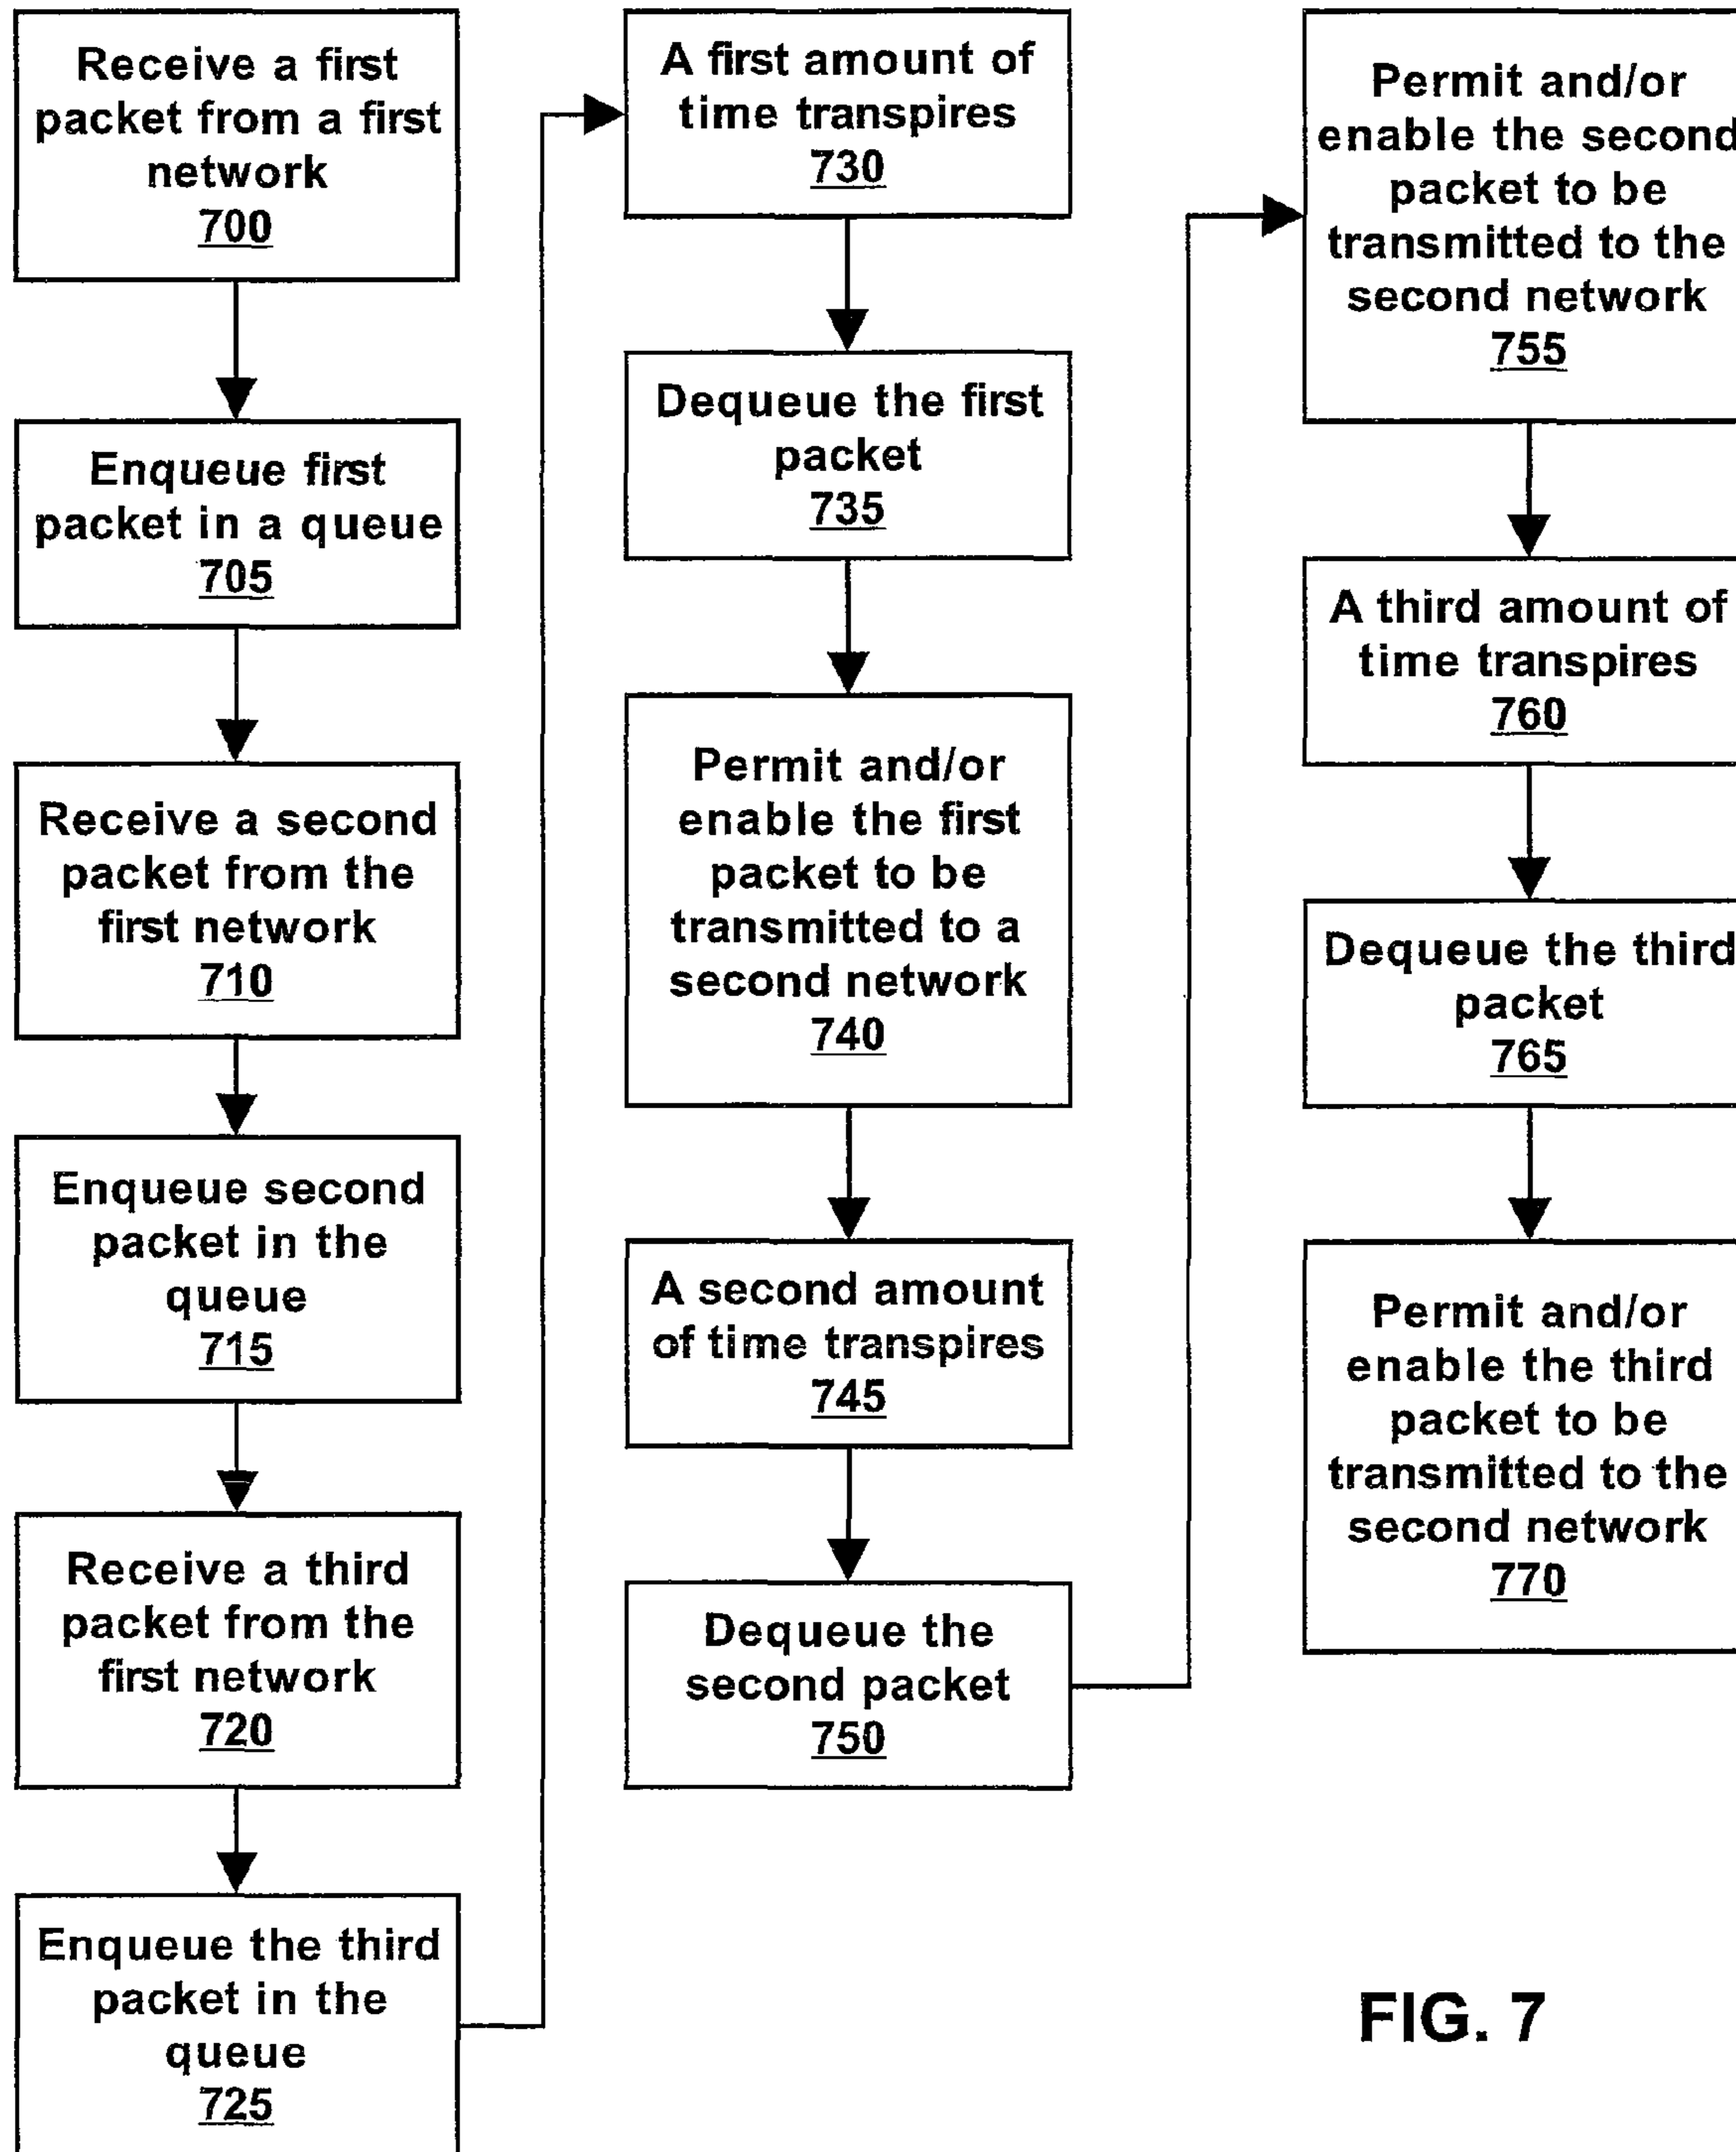 Receive a first
packet from a first
network
700
Enqueue first
packet in a queue
705
Receive a second
packet from the
first network
710
Enqueue second
packet in the
queue
715
Receive a third
packet from the
first network
720
Enqueue the third
packet in the
queue
725
A first amount of
time transpires
730
Dequeue the first
packet
735
Permit and/or
enable the first
packet to be
transmitted to a
second network
740
A second amount
of time transpires
745
Dequeue the
second packet
750
Permit and/or
enable the second
packet to be
transmitted to the
second network
755
A third amount of
time transpires
760
Dequeue the third
packet
765
Permit and/or
enable the third
packet to be
transmitted to the
second network
770
FIG. 7